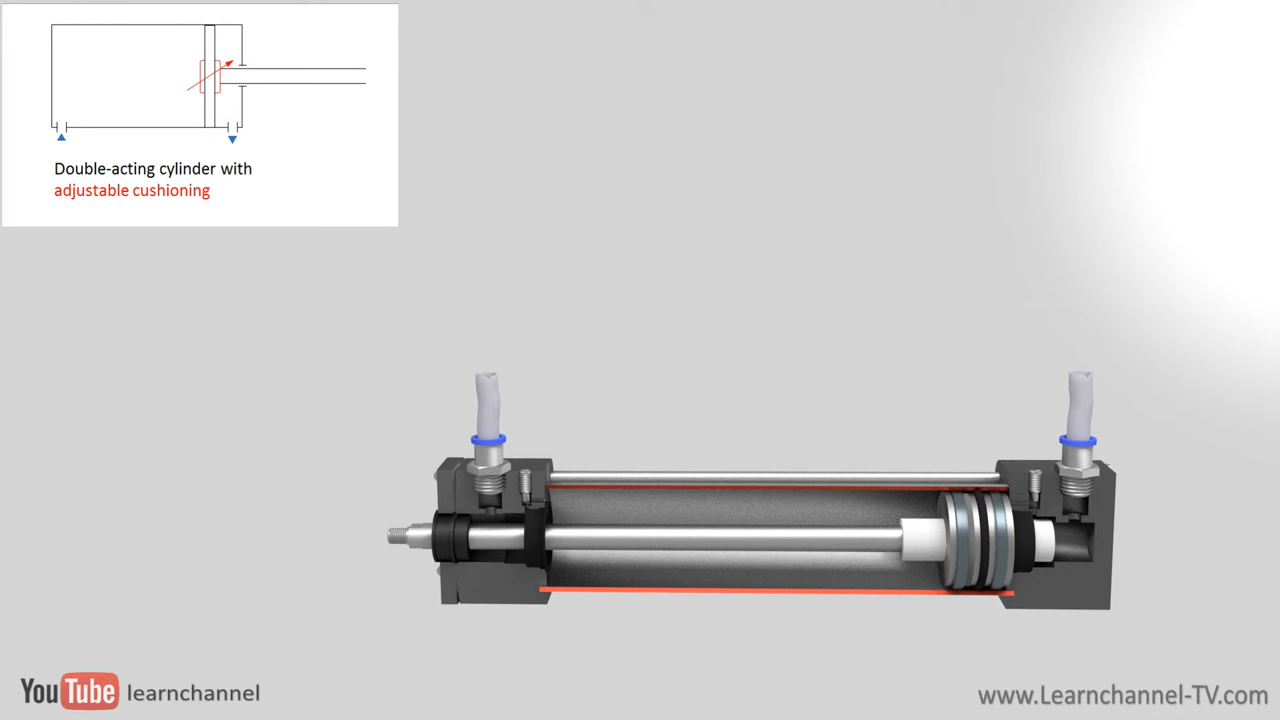 Double-acting cylinder with
adjustable cushioning
YouTube learnchannel
www.Learnchannel-TV.com